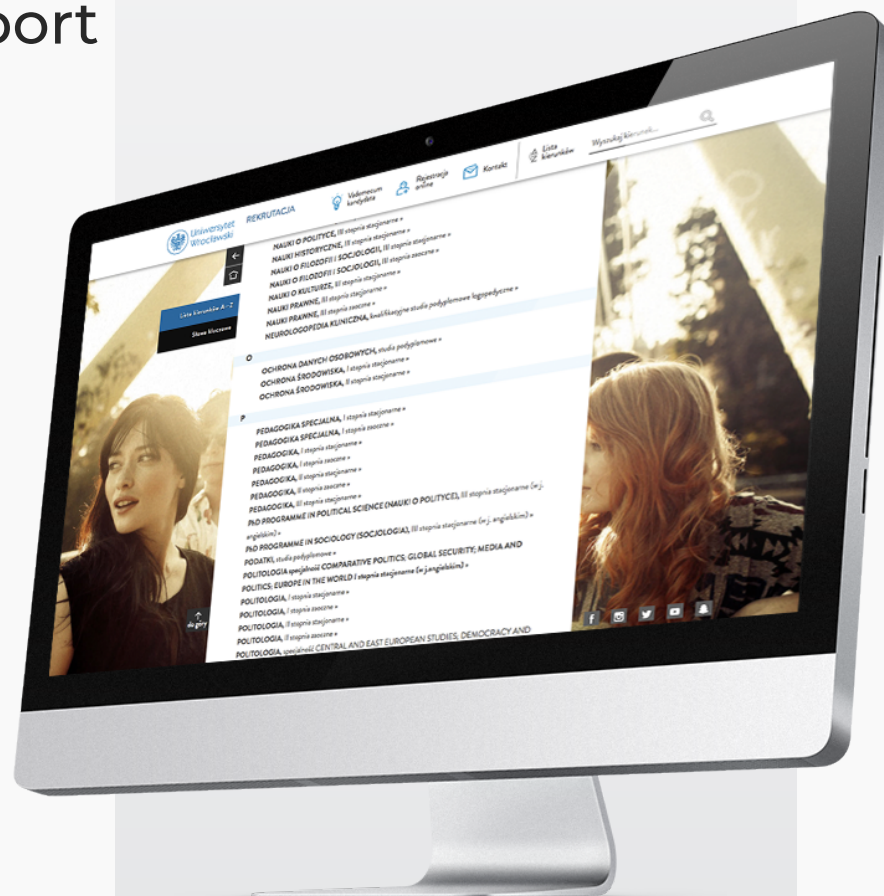 port
Uniwersytet
Wrocławski
REKRUTACJA
Vademecum
kandydata
Rejestracja
online
Kontakt
Lista
kierunków
Wyszukaj kierunek...
Lista kierunków A - Z
Słowa kluczowe
NAUKI O POLITYCE, III stopnia stacjonarne »
NAUKI HISTORYCZNE, III stopnia stacjonarne »
NAUKI O FILOZOFII I SOCJOLOGII, III stopnia stacjonarne »
NAUKI O FILOZOFII I SOCJOLOGII, III stopnia zaoczne »
NAUKI O KULTURZE, III stopnia stacjonarne »
NAUKI PRAWNE, III stopnia stacjonarne »
NAUKI PRAWNE, III stopnia zaoczne »
NEUROLOGOPEDIA KLINICZNA, kwalifikacyjne studia podyplomowe logopedyczne »
O
OCHRONA DANYCH OSOBOWYCH, studia podyplomowe »
OCHRONA ŚRODOWISKA, I stopnia stacjonarne »
OCHRONA ŚRODOWISKA, II stopnia stacjonarne »
P
PEDAGOGIKA SPECJALNA, I stopnia stacjonarne »
PEDAGOGIKA SPECJALNA, I stopnia zaoczne »
PEDAGOGIKA, I stopnia stacjonarne »
PEDAGOGIKA, I stopnia zaoczne »
PEDAGOGIKA, II stopnia stacjonarne »
PEDAGOGIKA, II stopnia zaoczne »
PEDAGOGIKA, III stopnia stacjonarne »
PhD PROGRAMME IN POLITICAL SCIENCE (NAUKI O POLITYCE), III stopnia stacjonarne (w j.
angielskim) »
PhD PROGRAMME IN SOCIOLOGY (SOCJOLOGIA), III stopnia stacjonarne (w j. angielskim) »
PODATKI, studia podyplomowe »
POLITOLOGIA specjalność COMPARATIVE POLITICS; GLOBAL SECURITY; MEDIA AND
POLITICS; EUROPE IN THE WORLD I stopnia stacjonarne (w j.angielskim) »
POLITOLOGIA, I stopnia stacjonarne »
POLITOLOGIA, I stopnia zaoczne »
POLITOLOGIA, II stopnia stacjonarne »
POLITOLOGIA, II stopnia zaoczne »
POLITOLOGIA, specjalność CENTRAL AND EAST EUROPEAN STUDIES; DEMOCRACY AND
do góry